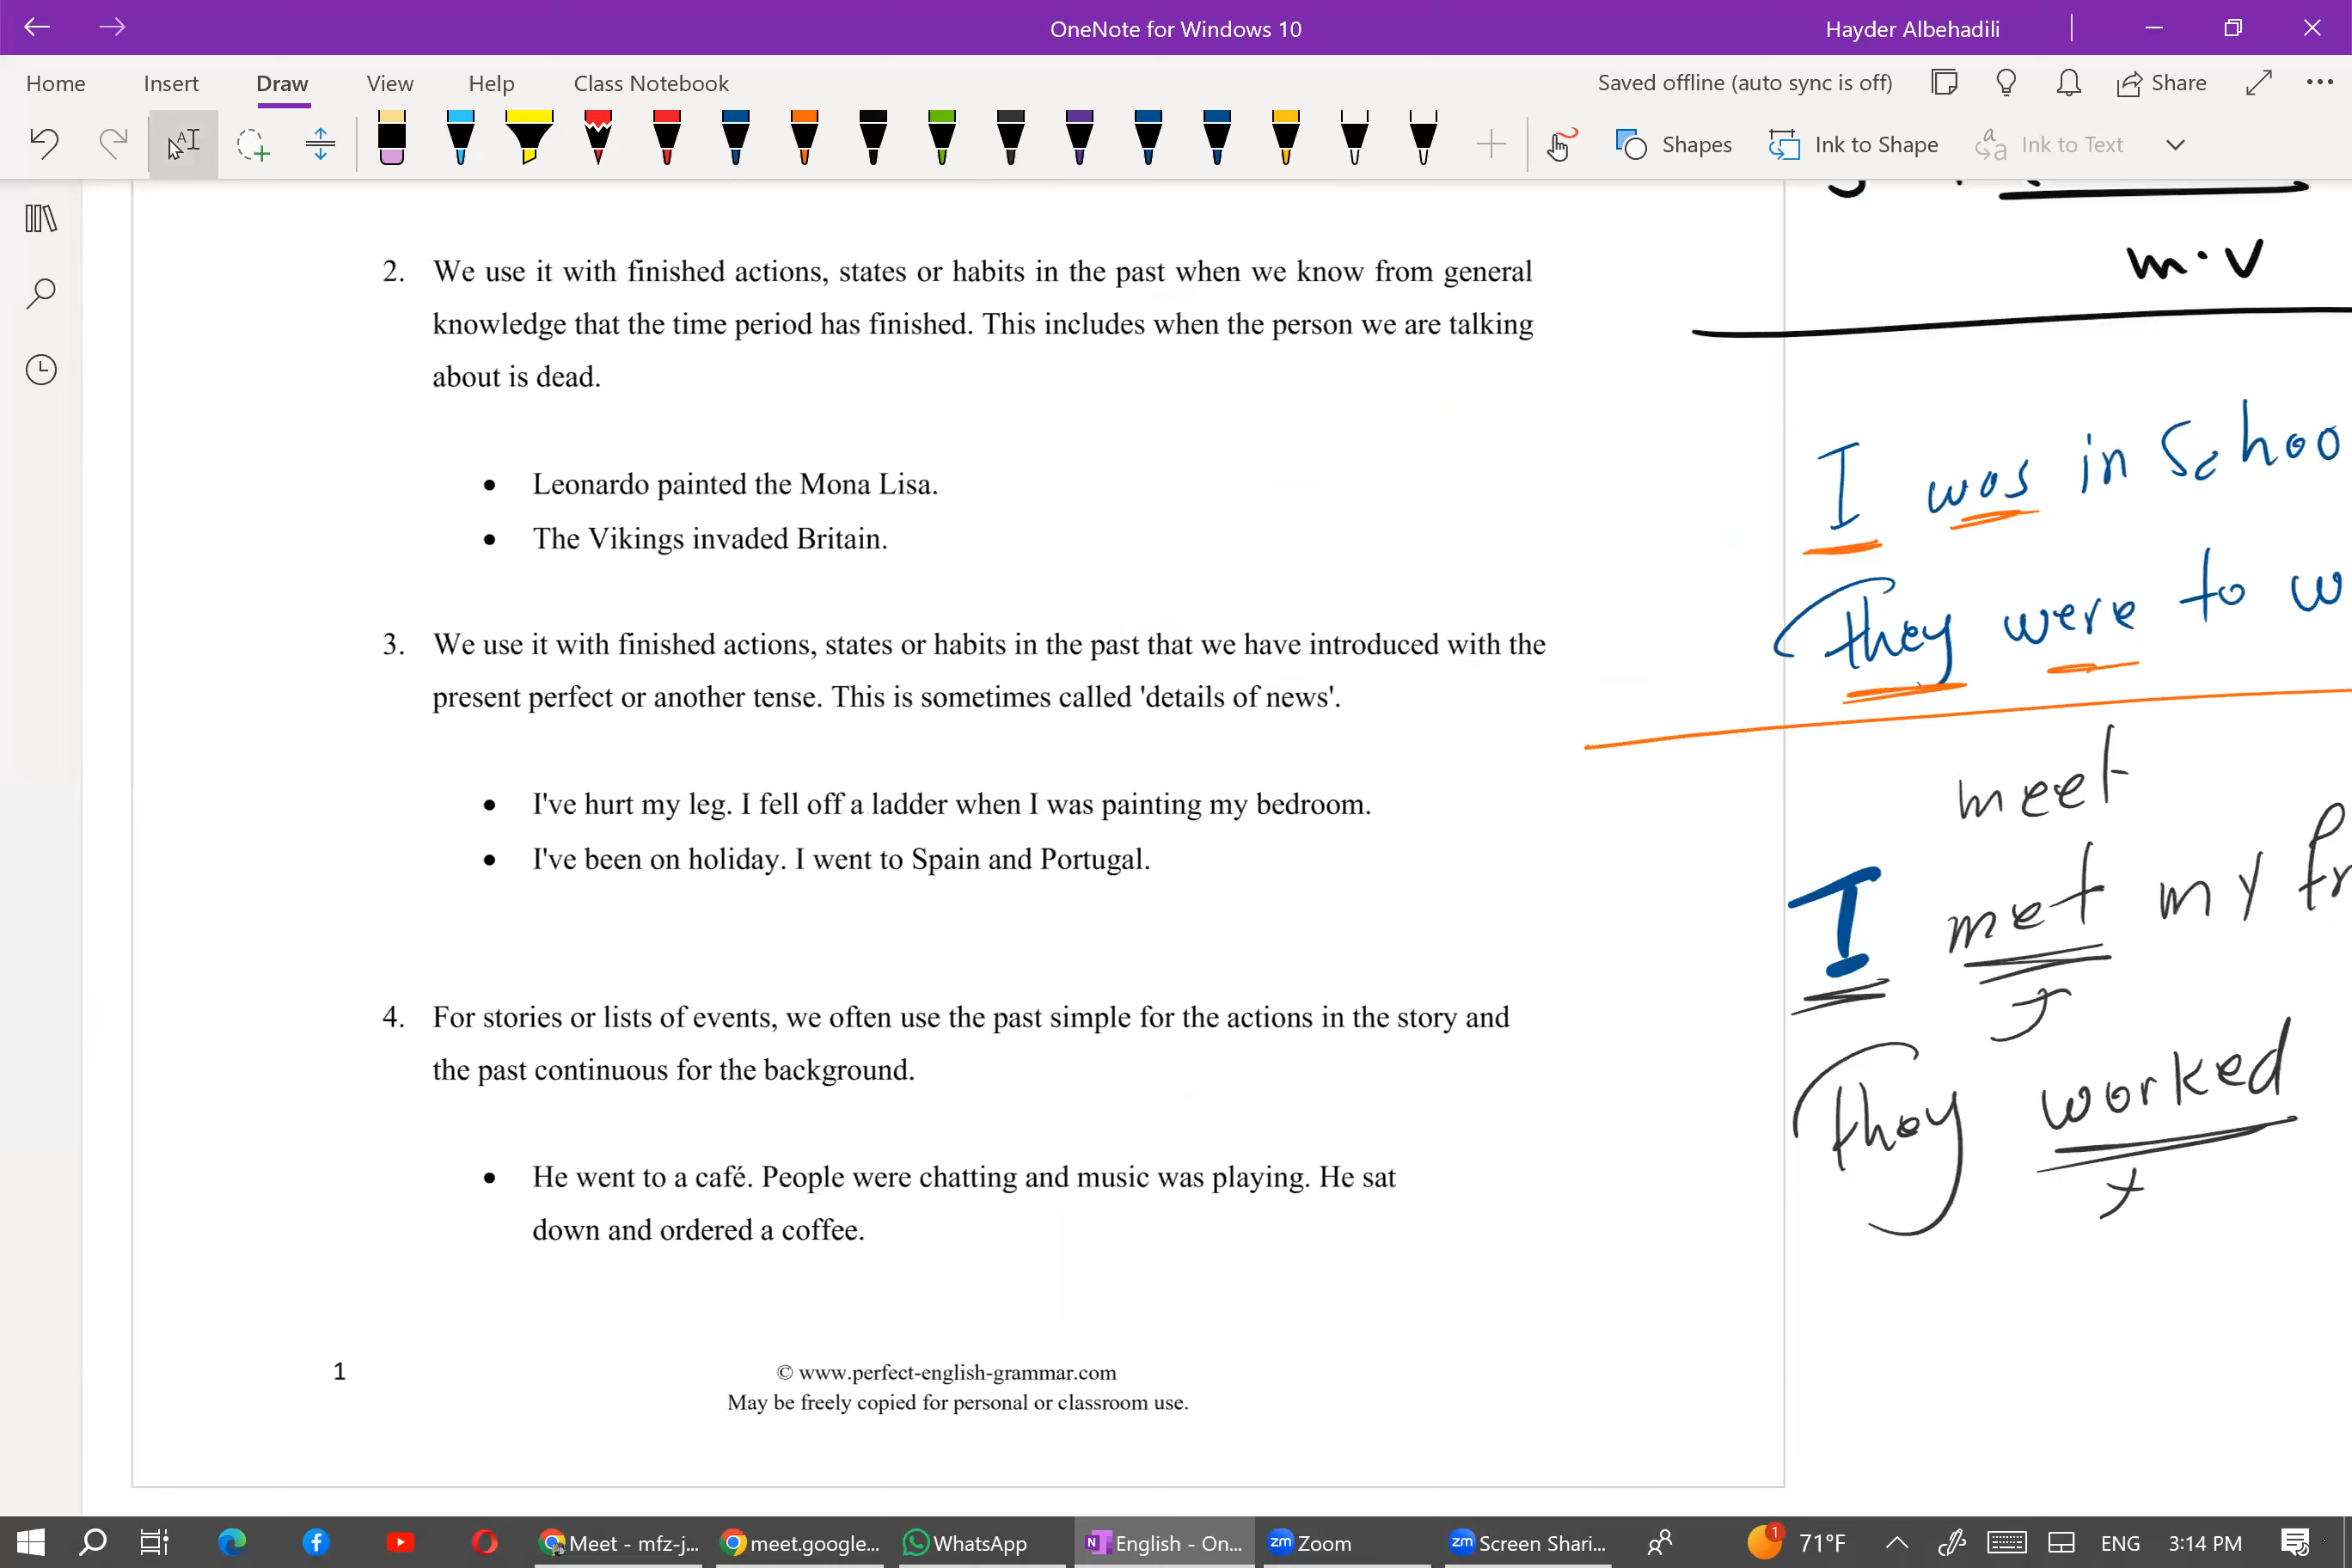 OneNote for Windows 10 Hayder Albehadili
Home Insert Draw View Help Class Notebook Saved offline (auto sync is off) Share
Shapes Ink to Shape Ink to Text
2. We use it with finished actions, states or habits in the past when we know from general
knowledge that the time period has finished. This includes when the person we are talking
about is dead.
• Leonardo painted the Mona Lisa.
• The Vikings invaded Britain.
3. We use it with finished actions, states or habits in the past that we have introduced with the
present perfect or another tense. This is sometimes called 'details of news'.
• I've hurt my leg. I fell off a ladder when I was painting my bedroom.
• I've been on holiday. I went to Spain and Portugal.
4. For stories or lists of events, we often use the past simple for the actions in the story and
the past continuous for the background.
• He went to a café. People were chatting and music was playing. He sat
down and ordered a coffee.
1
© www.perfect-english-grammar.com
May be freely copied for personal or classroom use.
m.v
I was in Schoo
They were to w
meet
I met my fr
They worked
Meet - mfz-j... meet.google... WhatsApp English - On... zm Zoom zm Screen Shari... 1 71°F ENG 3:14 PM